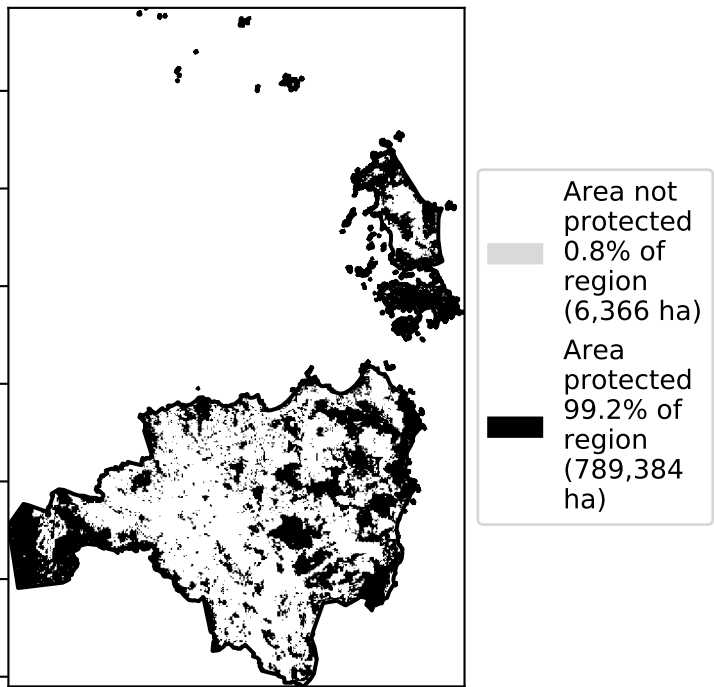 Area not
protected
0.8% of
region
(6,366 ha)
Area
protected
99.2% of
region
(789,384
ha)